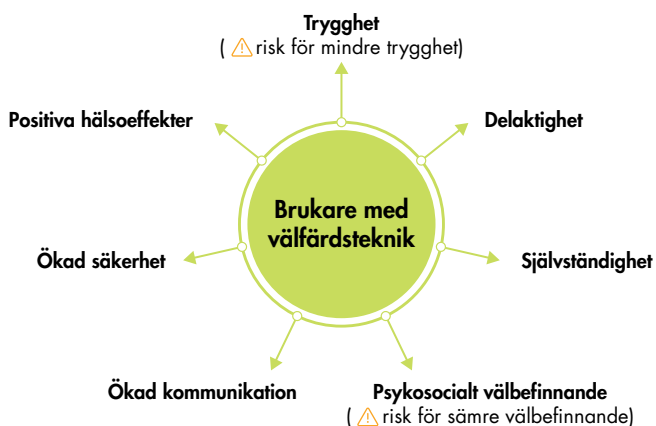 Trygghet
( ⚠ risk för mindre trygghet)
Positiva hälsoeffekter
Delaktighet
Brukare med
välfärdsteknik
Ökad säkerhet
Självständighet
Ökad kommunikation
Psykosocialt välbefinnande
( ⚠ risk för sämre välbefinnande)